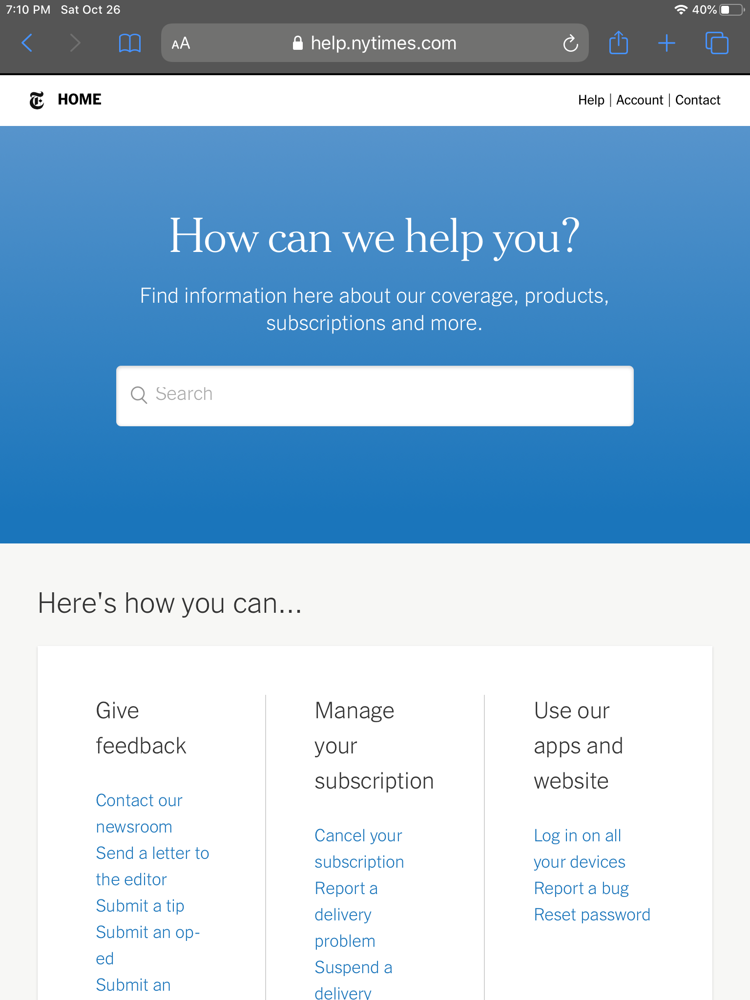 7:10 PM Sat Oct 26 40%
AA help.nytimes.com
HOME Help | Account | Contact
How can we help you?
Find information here about our coverage, products,
subscriptions and more.
Search
Here's how you can...
Give
feedback
Contact our
newsroom
Send a letter to
the editor
Submit a tip
Submit an op-
ed
Submit an
Manage
your
subscription
Cancel your
subscription
Report a
delivery
problem
Suspend a
delivery
Use our
apps and
website
Log in on all
your devices
Report a bug
Reset password